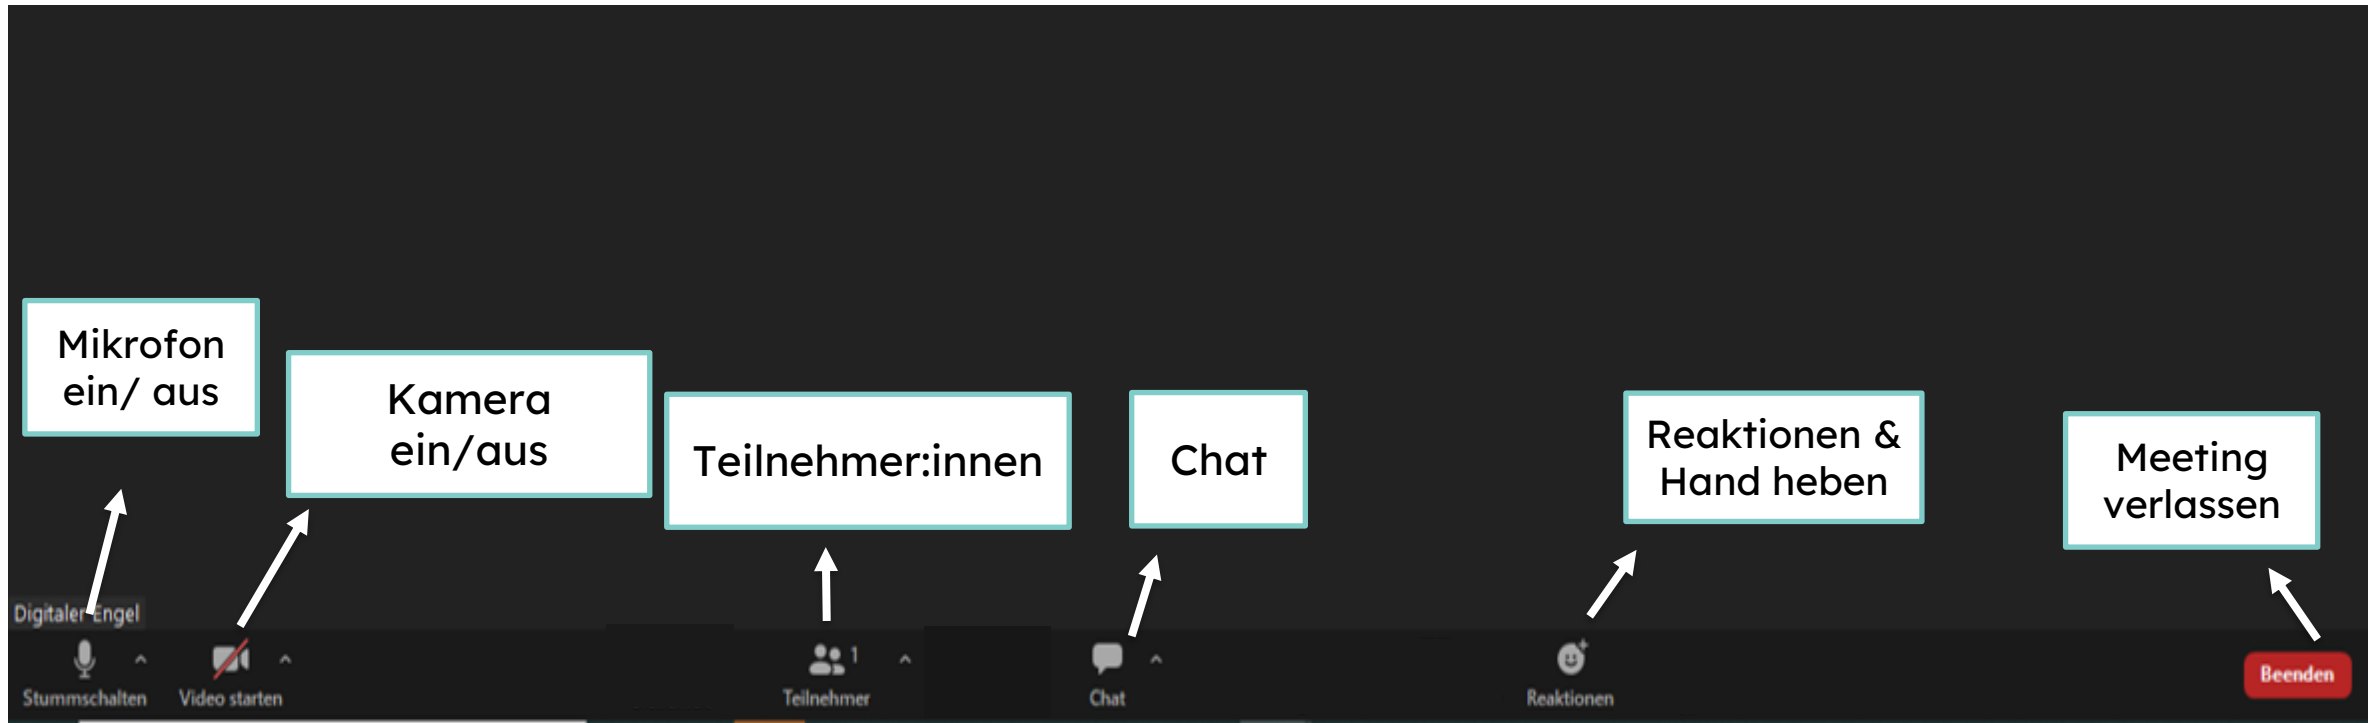 Mikrofon
ein/ aus
Kamera
ein/aus
Teilnehmer:innen
Chat
Reaktionen &
Hand heben
Meeting
verlassen
Digitaler Engel
Stummschalten
Video starten
1
Teilnehmer
Chat
Reaktionen
Beenden